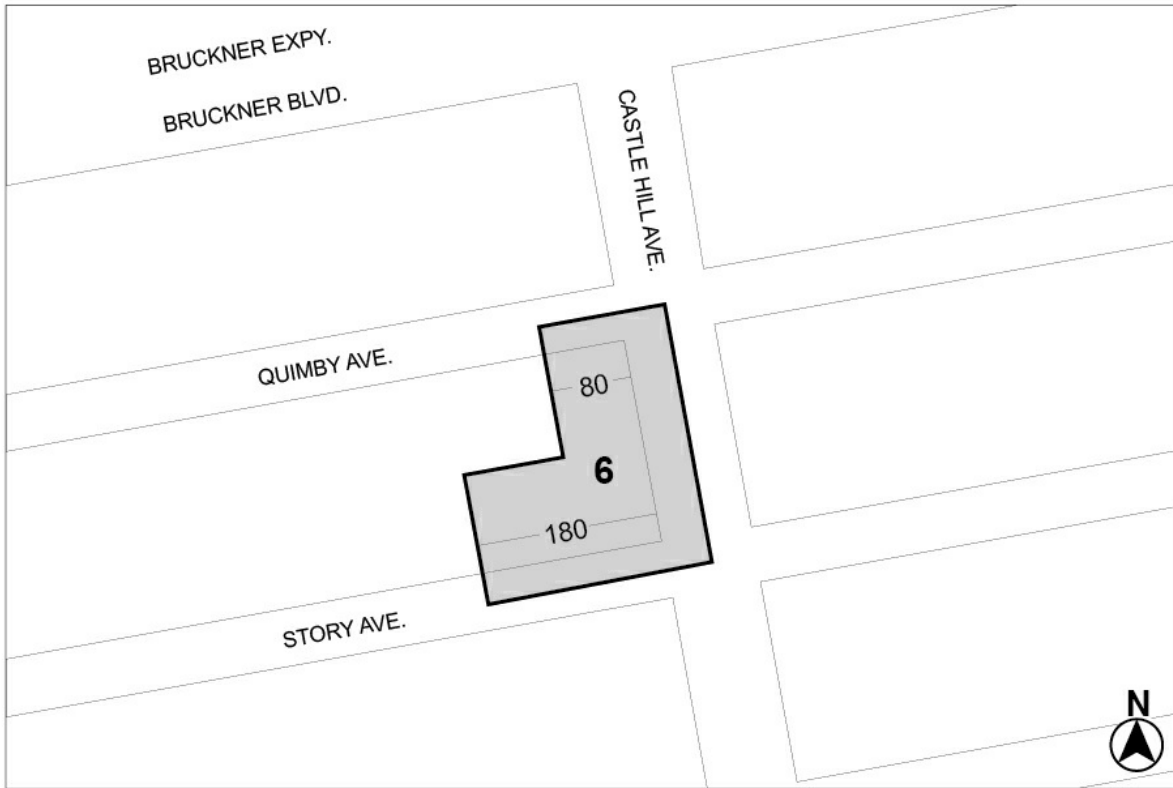 BRUCKNER EXPY.
BRUCKNER BLVD.
CASTLE HILL AVE.
QUIMBY AVE.
80
6
180
STORY AVE.
N